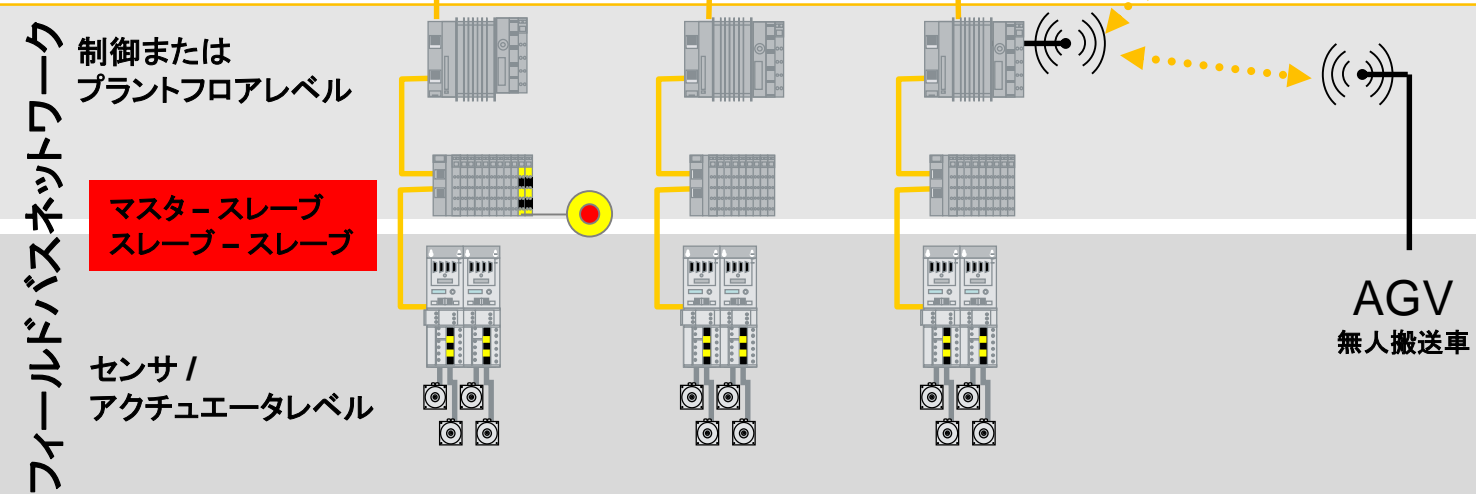 フィールドバスネットワーク
制御または
プラントフロアレベル
マスタ – スレーブ
スレーブ – スレーブ
センサ /
アクチュエータレベル
AGV
無人搬送車